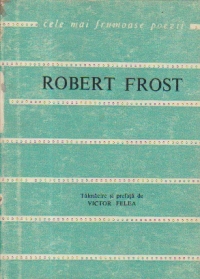 cele mai frumoase poezii
ROBERT FROST
Tălmăcire și prefață de
VICTOR FELEA